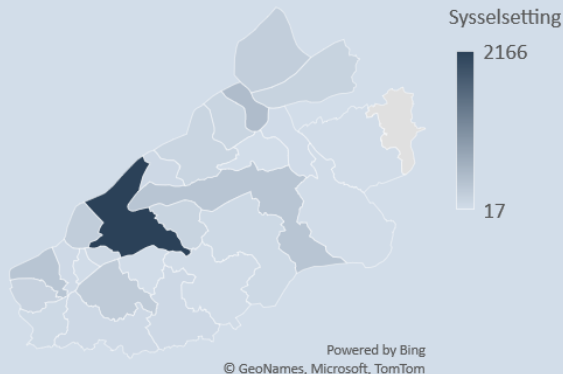 Sysselsetting
2166
17
Powered by Bing
© GeoNames, Microsoft, TomTom